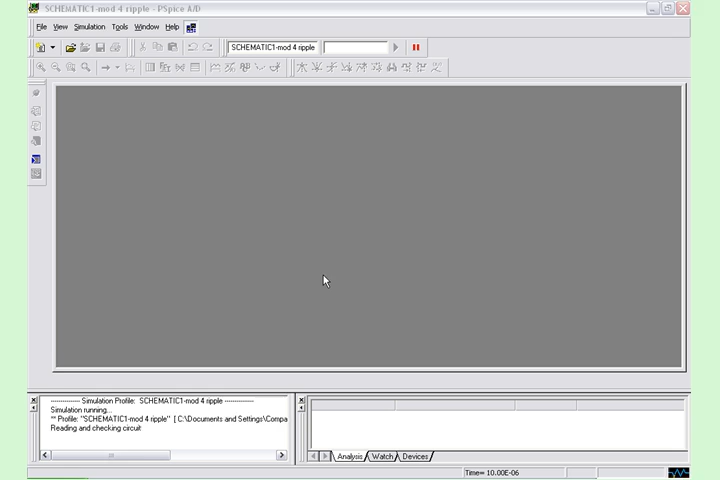 SCHEMATIC1-mod 4 ripple - PSpice A/D
File View Simulation Tools Window Help
SCHEMATIC1-mod 4 ripple
-------------- Simulation Profile: SCHEMATIC1-mod 4 ripple --------------
Simulation running...
** Profile: "SCHEMATIC1-mod 4 ripple" [ C:\Documents and Settings\Compa
Reading and checking circuit
Analysis Watch Devices
Time= 10.00E-06